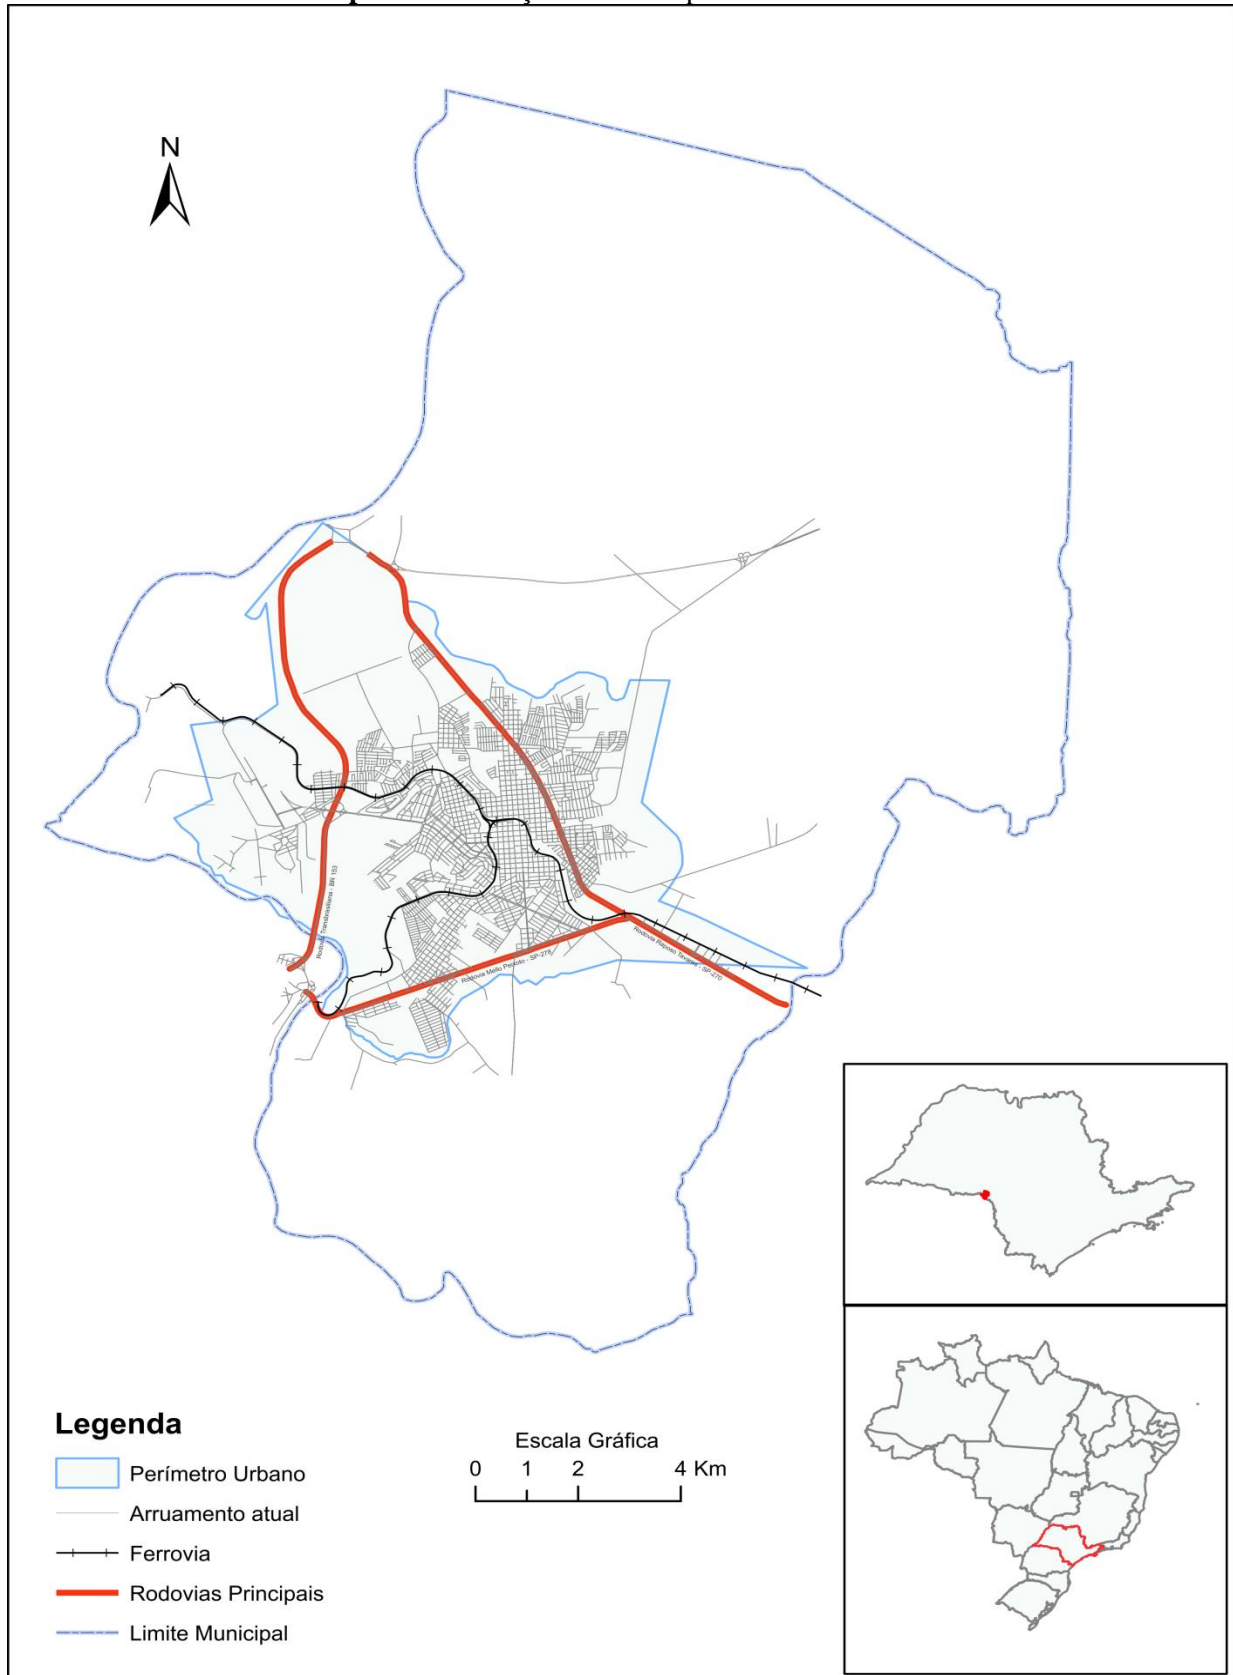 N
Rodovia Transbrasiliana - BR 153
Rodovia Mello Peixoto - SP-278
Rodovia Raposo Tavares - SP-270
Legenda
Perímetro Urbano
Arruamento atual
Ferrovia
Rodovias Principais
Limite Municipal
Escala Gráfica
0 1 2 4 Km